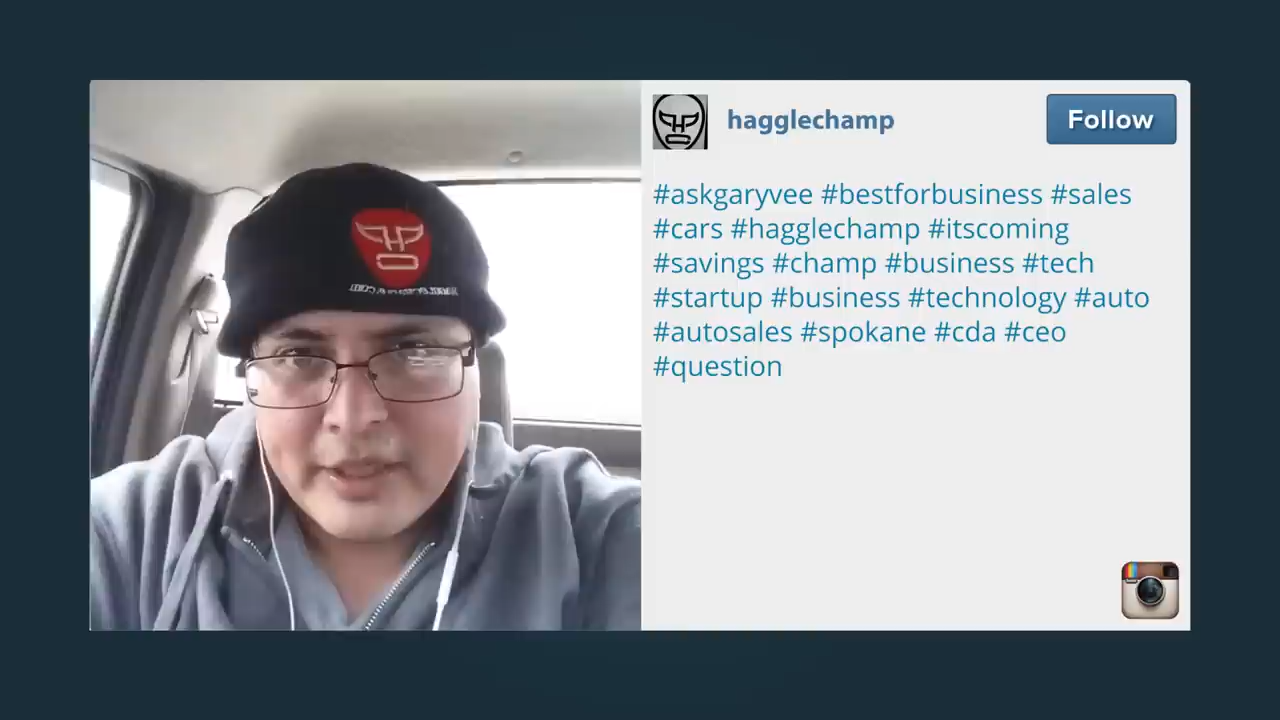 hagglechamp
Follow
#askgaryvee #bestforbusiness #sales
#cars #hagglechamp #itscoming
#savings #champ #business #tech
#startup #business #technology #auto
#autosales #spokane #cda #ceo
#question